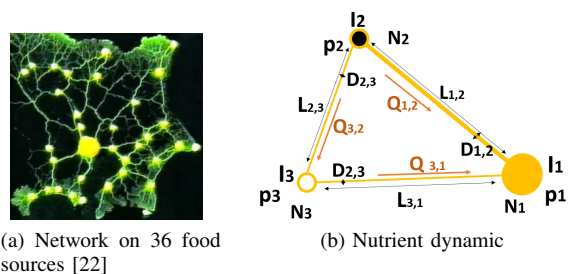 I2
p2
N2
D2,3
L2,3
L1,2
Q1,2
Q3,2
D1,2
I3
p3
N3
D2,3
Q 3,1
L3,1
I1
p1
N1
(a) Network on 36 food
sources [22]
(b) Nutrient dynamic